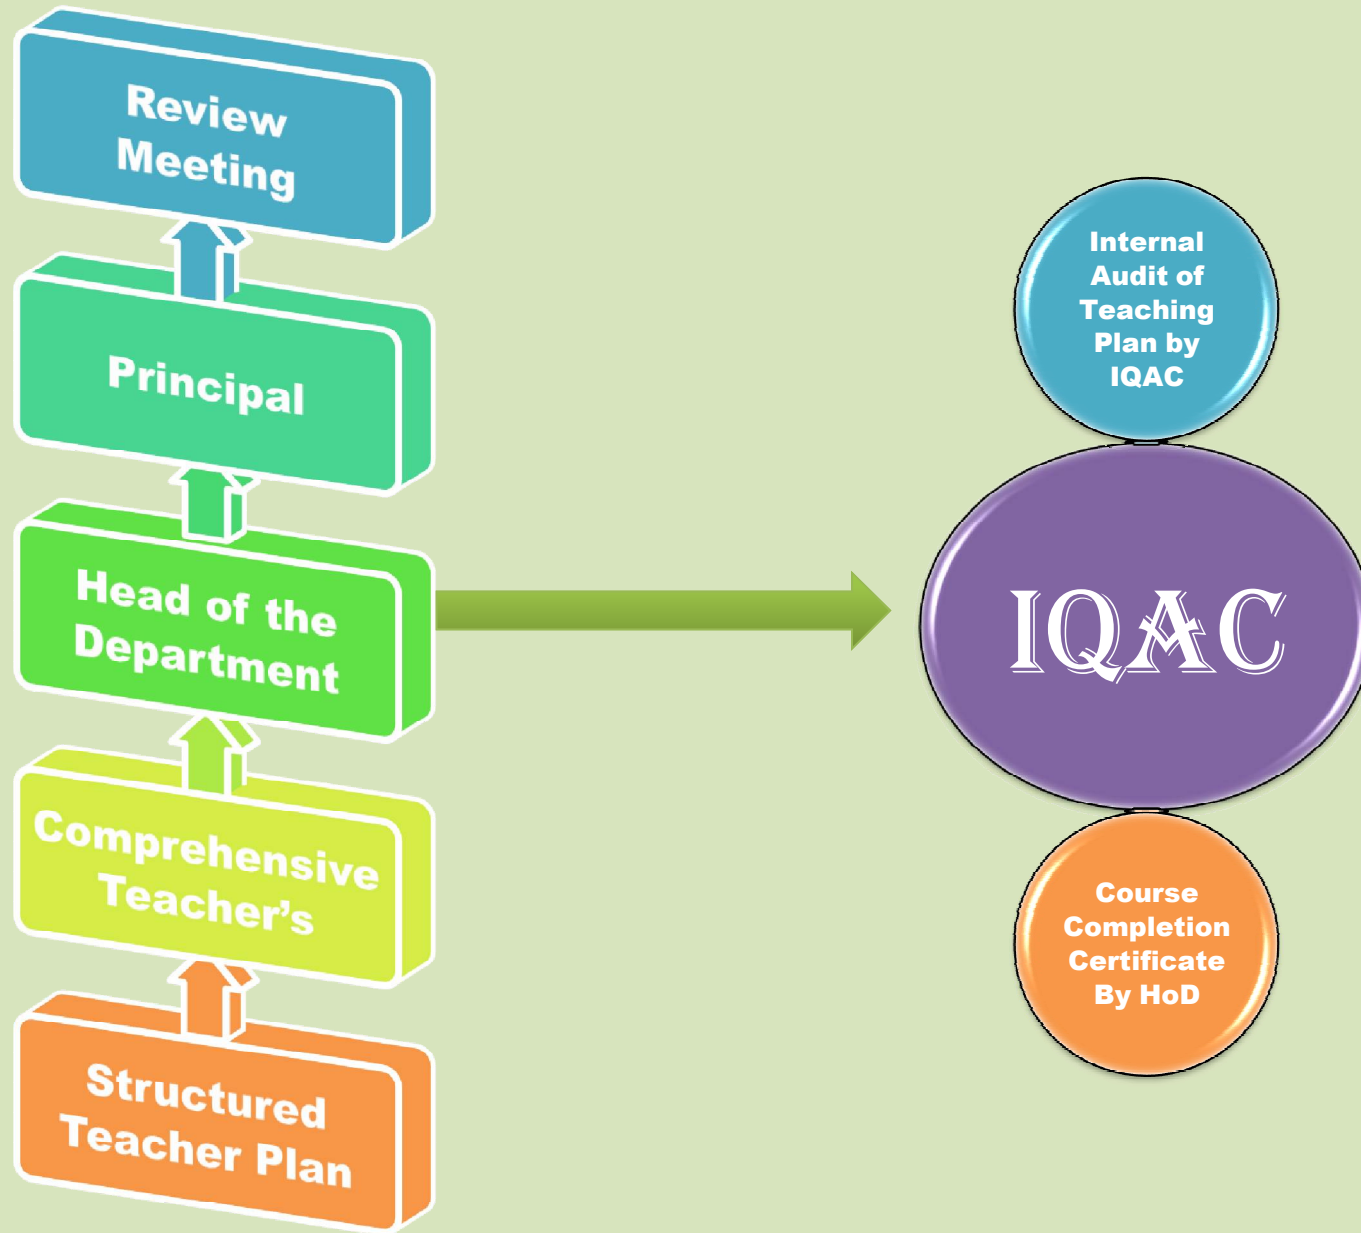 Review
Meeting
Principal
Head of the
Department
Comprehensive
Teacher’s
Structured
Teacher Plan
Internal
Audit of
Teaching
Plan by
IQAC
IQAC
Course
Completion
Certificate
By HoD